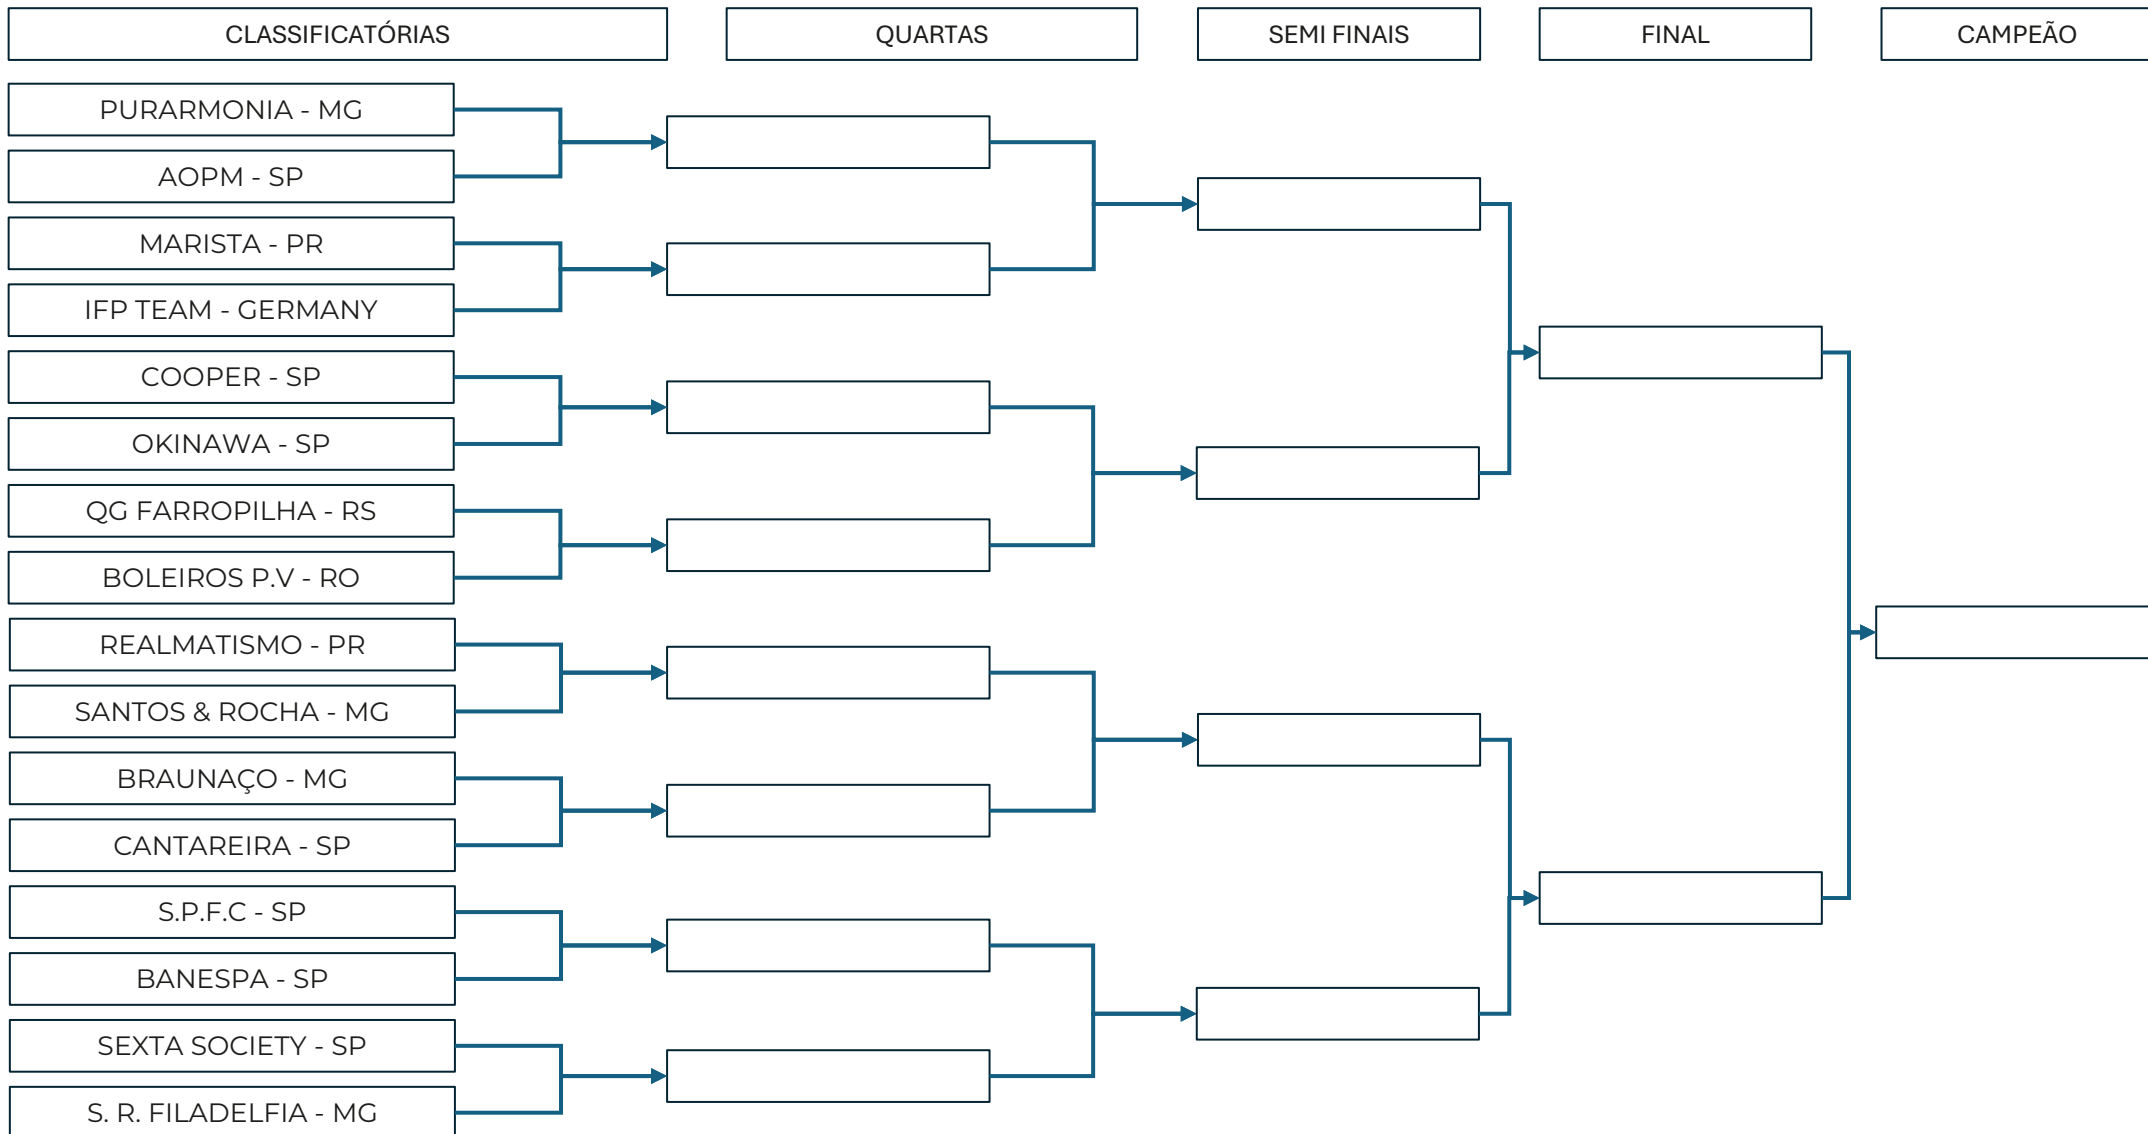 CLASSIFICATÓRIAS
QUARTAS
SEMI FINAIS
FINAL
CAMPEÃO
PURARMONIA - MG
AOPM - SP
MARISTA - PR
IFP TEAM - GERMANY
COOPER - SP
OKINAWA - SP
QG FARROPILHA - RS
BOLEIROS P.V - RO
REALMATISMO - PR
SANTOS & ROCHA - MG
BRAUNAÇO - MG
CANTAREIRA - SP
S.P.F.C - SP
BANESPA - SP
SEXTA SOCIETY - SP
S. R. FILADELFIA - MG